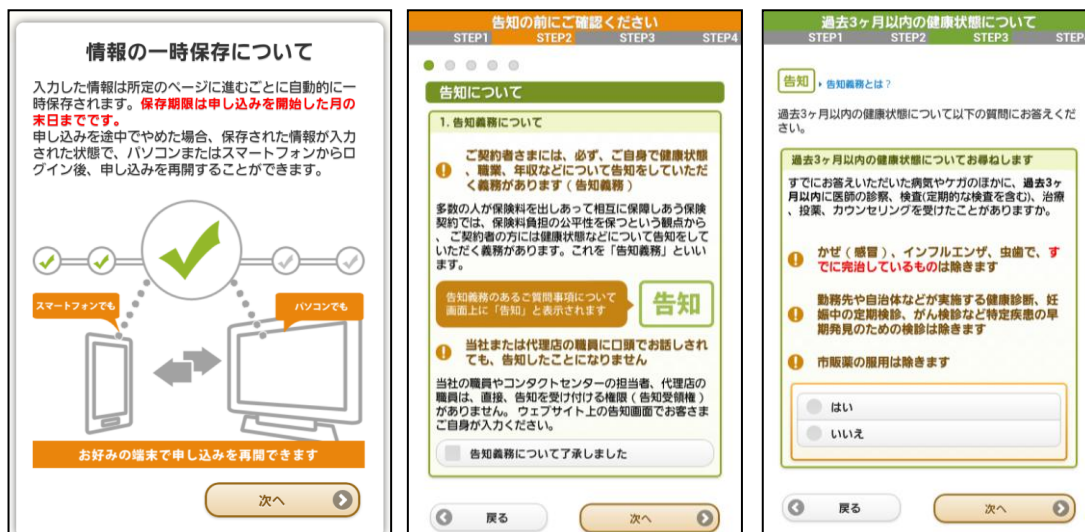 情報の一時保存について
入力した情報は所定のページに進むごとに自動的に一
時保存されます。保存期限は申し込みを開始した月の
末日までです。
申し込みを途中でやめた場合、保存された情報が入力
された状態で、パソコンまたはスマートフォンからロ
グイン後、申し込みを再開することができます。
スマートフォンでも
パソコンでも
お好みの端末で申し込みを再開できます
次へ
告知の前にご確認ください
STEP1 STEP2 STEP3 STEP4
告知について
1. 告知義務について
ご契約者さまには、必ず、ご自身で健康状態
、職業、年収などについて告知をしていただ
く義務があります（告知義務）
多数の人が保険料を出しあって相互に保障しあう保険
契約では、保険料負担の公平性を保つという観点から
、ご契約者の方には健康状態などについて告知をして
いただく義務があります。これを「告知義務」といい
ます。
告知義務のあるご質問事項について
画面上に「告知」と表示されます
告知
当社または代理店の職員に口頭でお話しされ
ても、告知したことになりません
当社の職員やコンタクトセンターの担当者、代理店の
職員は、直接、告知を受け付ける権限（告知受領権）
がありません。ウェブサイト上の告知画面でお客さま
ご自身が入力ください。
告知義務について了承しました
戻る
次へ
過去3ヶ月以内の健康状態について
STEP1 STEP2 STEP3 STEP
告知 告知義務とは？
過去3ヶ月以内の健康状態について以下の質問にお答えくだ
さい。
過去3ヶ月以内の健康状態についてお尋ねします
すでにお答えいただいた病気やケガのほかに、過去3ヶ
月以内に医師の診察、検査(定期的な検査を含む)、治療
、投薬、カウンセリングを受けたことがありますか。
かぜ（感冒）、インフルエンザ、虫歯で、す
でに完治しているものは除きます
勤務先や自治体などが実施する健康診断、妊
娠中の定期検診、がん検診など特定疾患の早
期発見のための検診は除きます
市販薬の服用は除きます
はい
いいえ
戻る
次へ